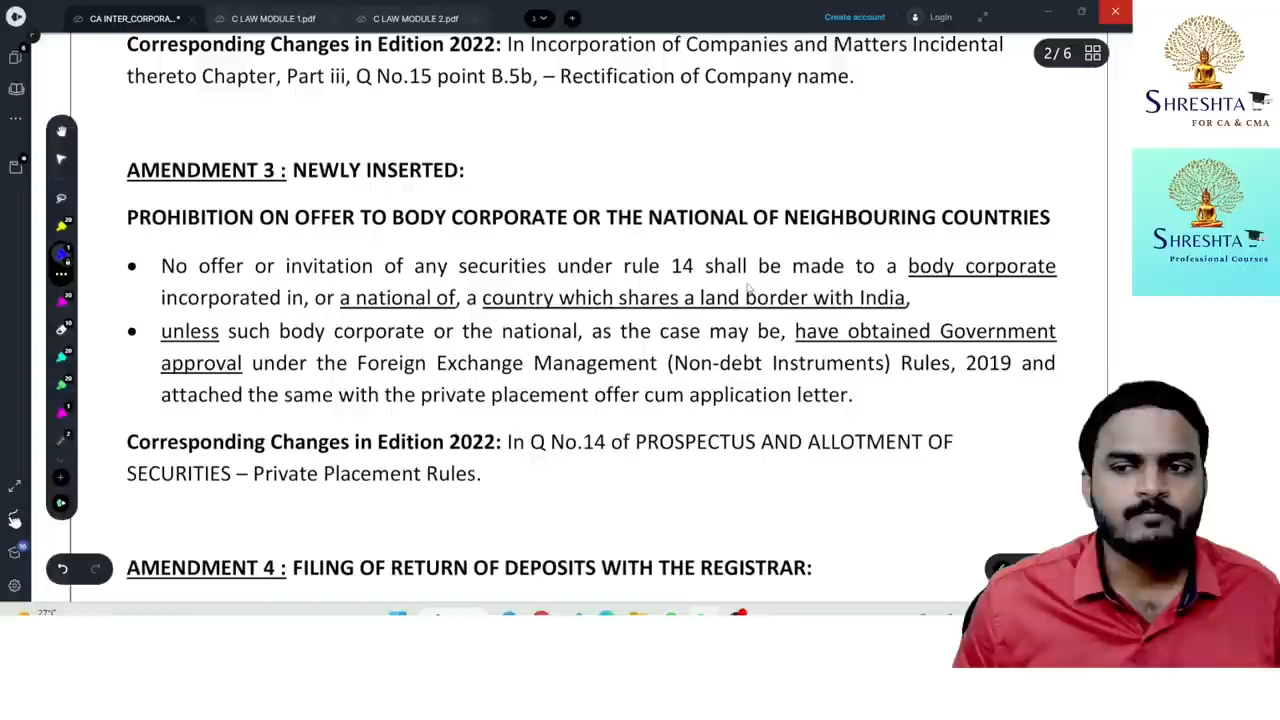 CA INTER_CORPORA...*
C LAW MODULE 1.pdf
C LAW MODULE 2.pdf
3
Create account
Login
Corresponding Changes in Edition 2022: In Incorporation of Companies and Matters Incidental
thereto Chapter, Part iii, Q No.15 point B.5b, – Rectification of Company name.
2/6
SHRESHTA
FOR CA & CMA
AMENDMENT 3 : NEWLY INSERTED:
PROHIBITION ON OFFER TO BODY CORPORATE OR THE NATIONAL OF NEIGHBOURING COUNTRIES
SHRESHTA
Professional Courses
• No offer or invitation of any securities under rule 14 shall be made to a body corporate
incorporated in, or a national of, a country which shares a land border with India,
• unless such body corporate or the national, as the case may be, have obtained Government
approval under the Foreign Exchange Management (Non-debt Instruments) Rules, 2019 and
attached the same with the private placement offer cum application letter.
Corresponding Changes in Edition 2022: In Q No.14 of PROSPECTUS AND ALLOTMENT OF
SECURITIES – Private Placement Rules.
AMENDMENT 4 : FILING OF RETURN OF DEPOSITS WITH THE REGISTRAR:
27°C